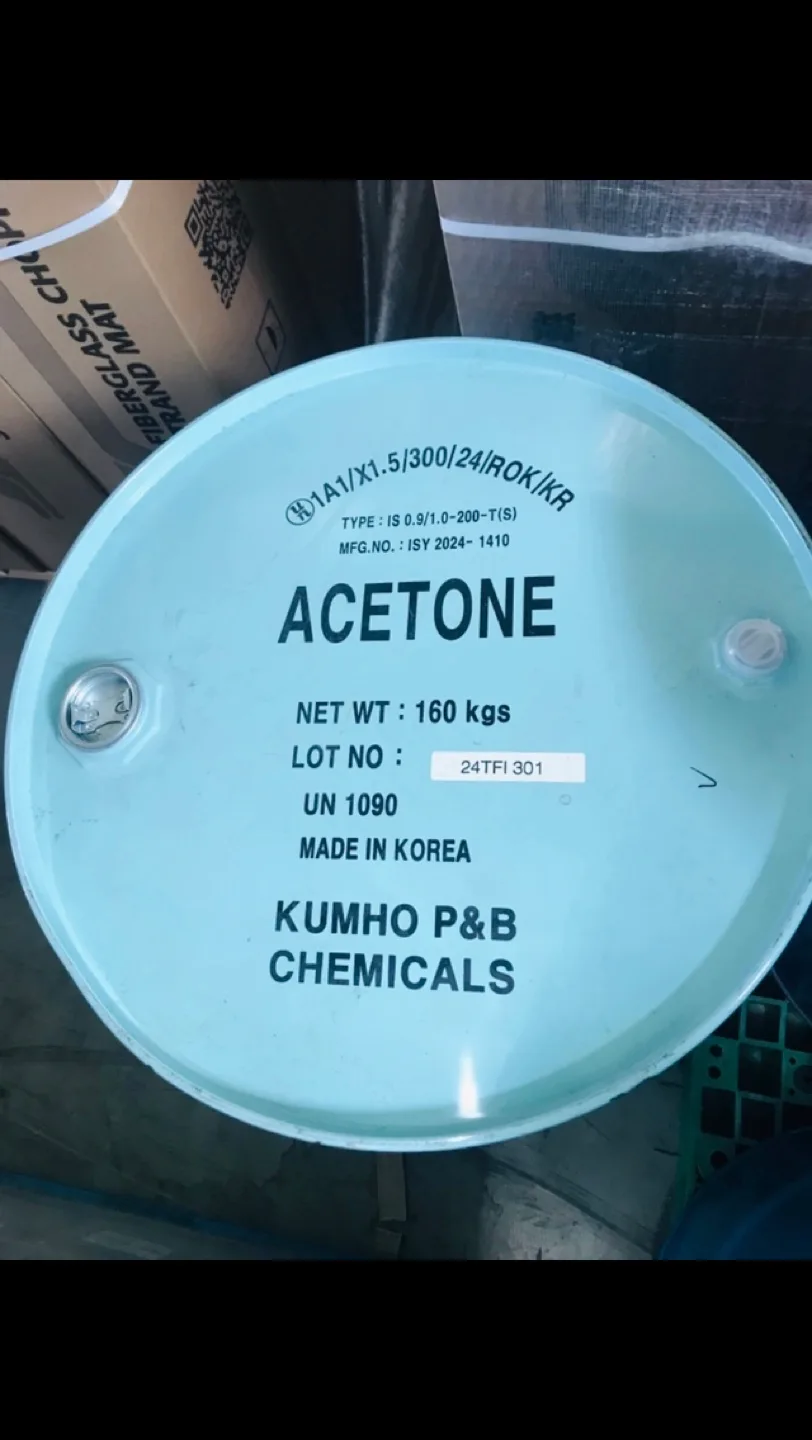 FIBERGLASS CHOP
STRAND MAT
UN 1A1/X1.5/300/24/ROK/KR
TYPE : IS 0.9/1.0-200-T(S)
MFG.NO. : ISY 2024- 1410
ACETONE
NET WT : 160 kgs
LOT NO : 24TFI 301
UN 1090
MADE IN KOREA
KUMHO P&B
CHEMICALS